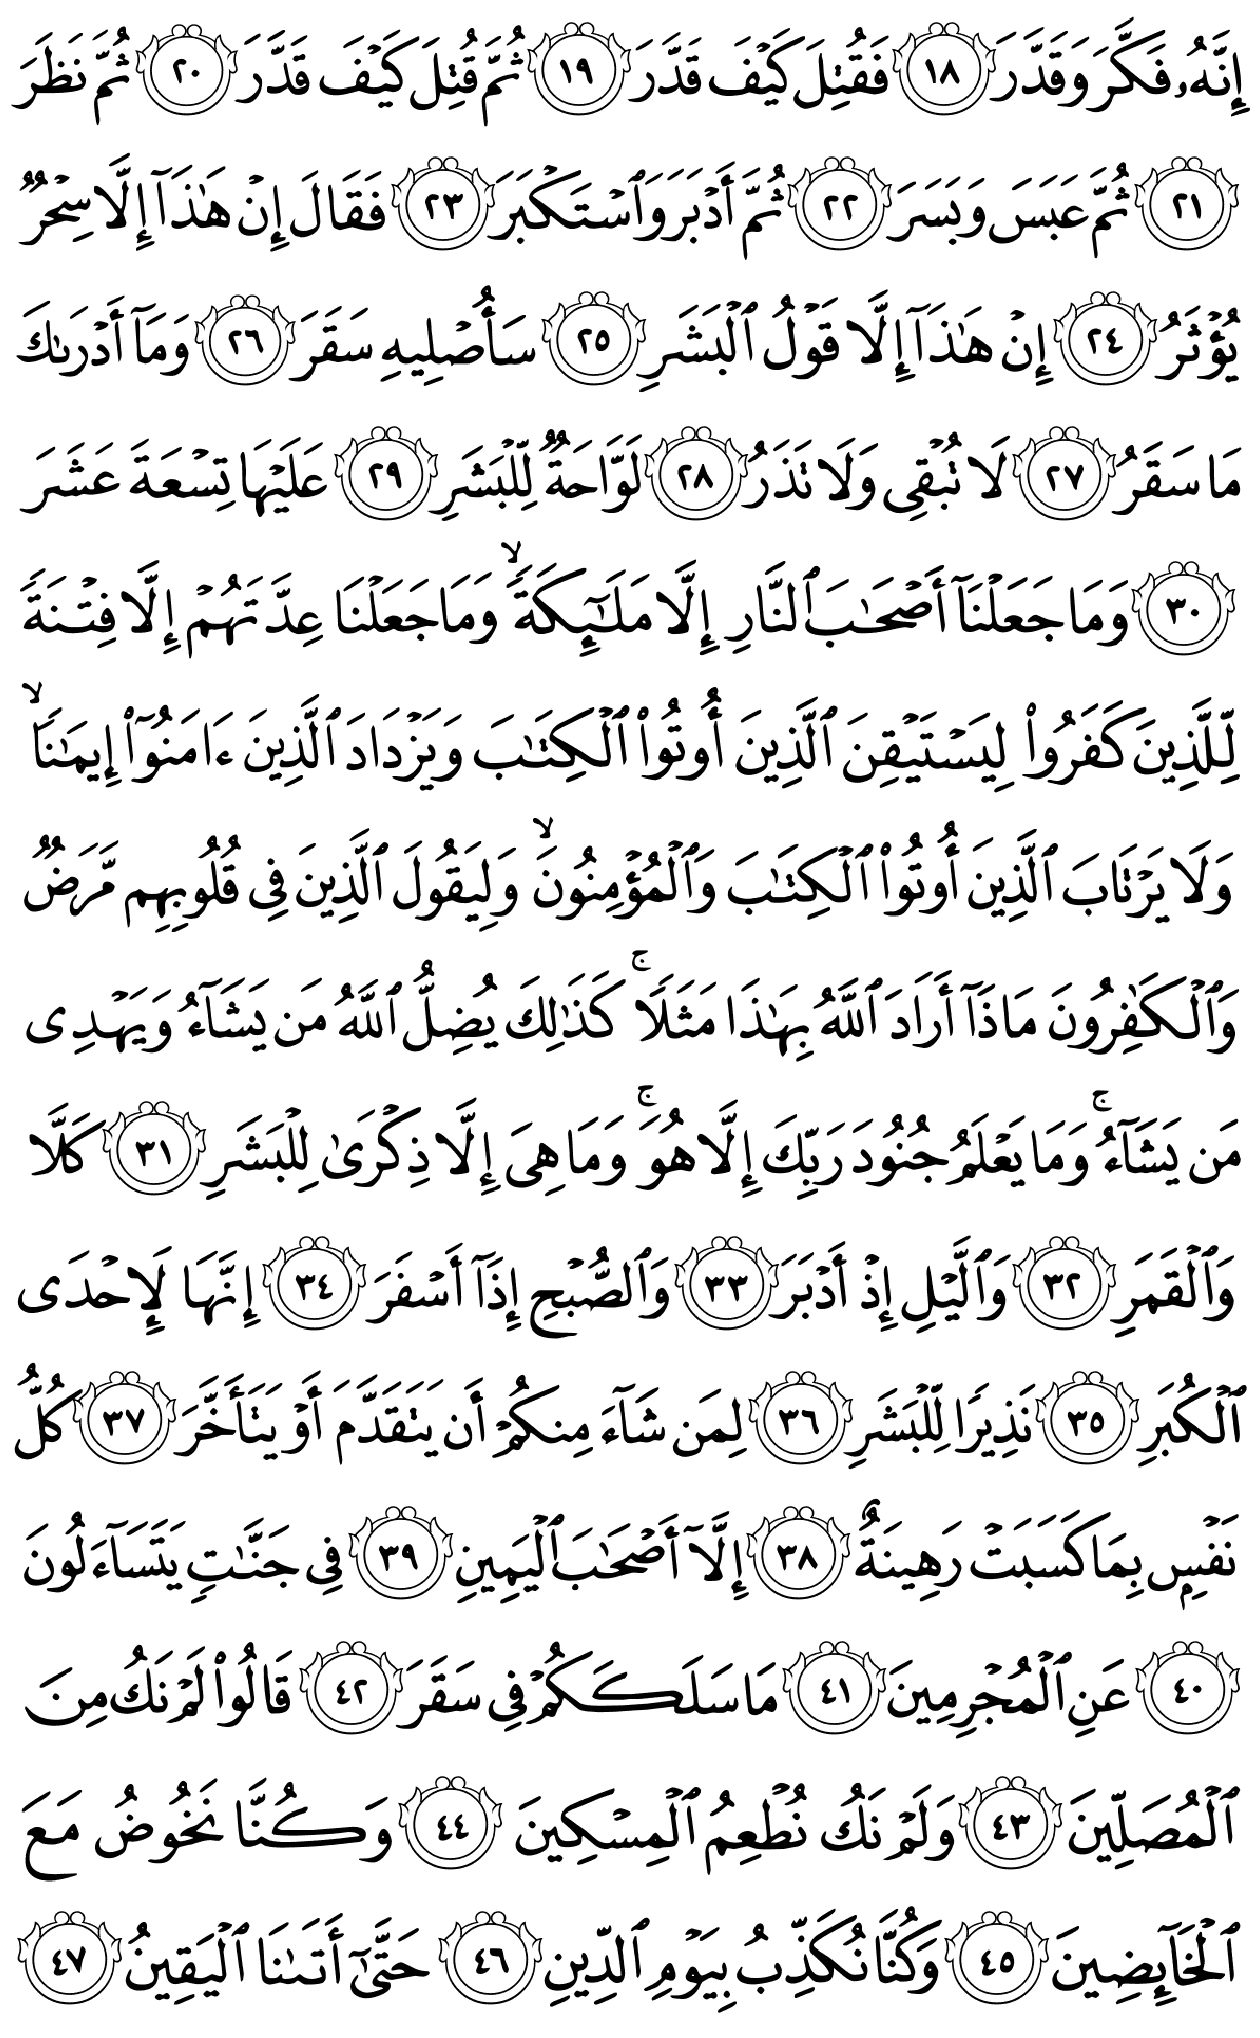 إِنَّهُۥ فَكَّرَ وَقَدَّرَ ١٨ فَقُتِلَ كَيْفَ قَدَّرَ ١٩ ثُمَّ قُتِلَ كَيْفَ قَدَّرَ ٢٠ ثُمَّ نَظَرَ
٢١ ثُمَّ عَبَسَ وَبَسَرَ ٢٢ ثُمَّ أَدْبَرَ وَٱسْتَكْبَرَ ٢٣ فَقَالَ إِنْ هَٰذَآ إِلَّا سِحْرٌ
يُؤْثَرُ ٢٤ إِنْ هَٰذَآ إِلَّا قَوْلُ ٱلْبَشَرِ ٢٥ سَأُصْلِيهِ سَقَرَ ٢٦ وَمَآ أَدْرَىٰكَ
مَا سَقَرُ ٢٧ لَا تُبْقِى وَلَا تَذَرُ ٢٨ لَوَّاحَةٌ لِّلْبَشَرِ ٢٩ عَلَيْهَا تِسْعَةَ عَشَرَ
٣٠ وَمَا جَعَلْنَآ أَصْحَٰبَ ٱلنَّارِ إِلَّا مَلَٰٓئِكَةً ۙ وَمَا جَعَلْنَا عِدَّتَهُمْ إِلَّا فِتْنَةً
لِّلَّذِينَ كَفَرُوا۟ لِيَسْتَيْقِنَ ٱلَّذِينَ أُوتُوا۟ ٱلْكِتَٰبَ وَيَزْدَادَ ٱلَّذِينَ ءَامَنُوٓا۟ إِيمَٰنًا ۙ
وَلَا يَرْتَابَ ٱلَّذِينَ أُوتُوا۟ ٱلْكِتَٰبَ وَٱلْمُؤْمِنُونَ ۙ وَلِيَقُولَ ٱلَّذِينَ فِى قُلُوبِهِم مَّرَضٌ
وَٱلْكَٰفِرُونَ مَاذَآ أَرَادَ ٱللَّهُ بِهَٰذَا مَثَلًا ۚ كَذَٰلِكَ يُضِلُّ ٱللَّهُ مَن يَشَآءُ وَيَهْدِى
مَن يَشَآءُ ۚ وَمَا يَعْلَمُ جُنُودَ رَبِّكَ إِلَّا هُوَ ۚ وَمَا هِىَ إِلَّا ذِكْرَىٰ لِلْبَشَرِ ٣١ كَلَّا
وَٱلْقَمَرِ ٣٢ وَٱلَّيْلِ إِذْ أَدْبَرَ ٣٣ وَٱلصُّبْحِ إِذَآ أَسْفَرَ ٣٤ إِنَّهَا لَإِحْدَى
ٱلْكُبَرِ ٣٥ نَذِيرًا لِّلْبَشَرِ ٣٦ لِمَن شَآءَ مِنكُمْ أَن يَتَقَدَّمَ أَوْ يَتَأَخَّرَ ٣٧ كُلُّ
نَفْسٍۭ بِمَا كَسَبَتْ رَهِينَةٌ ٣٨ إِلَّآ أَصْحَٰبَ ٱلْيَمِينِ ٣٩ فِى جَنَّٰتٍ يَتَسَآءَلُونَ
٤٠ عَنِ ٱلْمُجْرِمِينَ ٤١ مَا سَلَكَكُمْ فِى سَقَرَ ٤٢ قَالُوا۟ لَمْ نَكُ مِنَ
ٱلْمُصَلِّينَ ٤٣ وَلَمْ نَكُ نُطْعِمُ ٱلْمِسْكِينَ ٤٤ وَكُنَّا نَخُوضُ مَعَ
ٱلْخَآئِضِينَ ٤٥ وَكُنَّا نُكَذِّبُ بِيَوْمِ ٱلدِّينِ ٤٦ حَتَّىٰٓ أَتَىٰنَا ٱلْيَقِينُ ٤٧